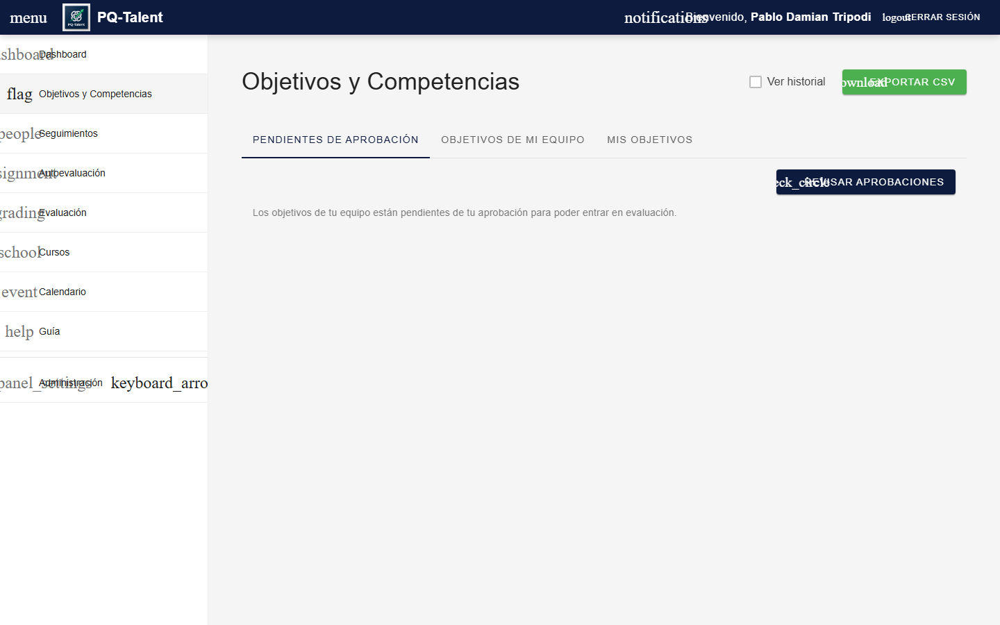 menu PQ-Talent notifications Bienvenido, Pablo Damian Tripodi logout CERRAR SESIÓN
Dashboard
flag Objetivos y Competencias
people Seguimientos
Autoevaluación
grading Evaluación
school Cursos
event Calendario
help Guía
panel_settings Administración keyboard_arro
Objetivos y Competencias
Ver historial
ownload EXPORTAR CSV
PENDIENTES DE APROBACIÓN OBJETIVOS DE MI EQUIPO MIS OBJETIVOS
eck_circle REVISAR APROBACIONES
Los objetivos de tu equipo están pendientes de tu aprobación para poder entrar en evaluación.